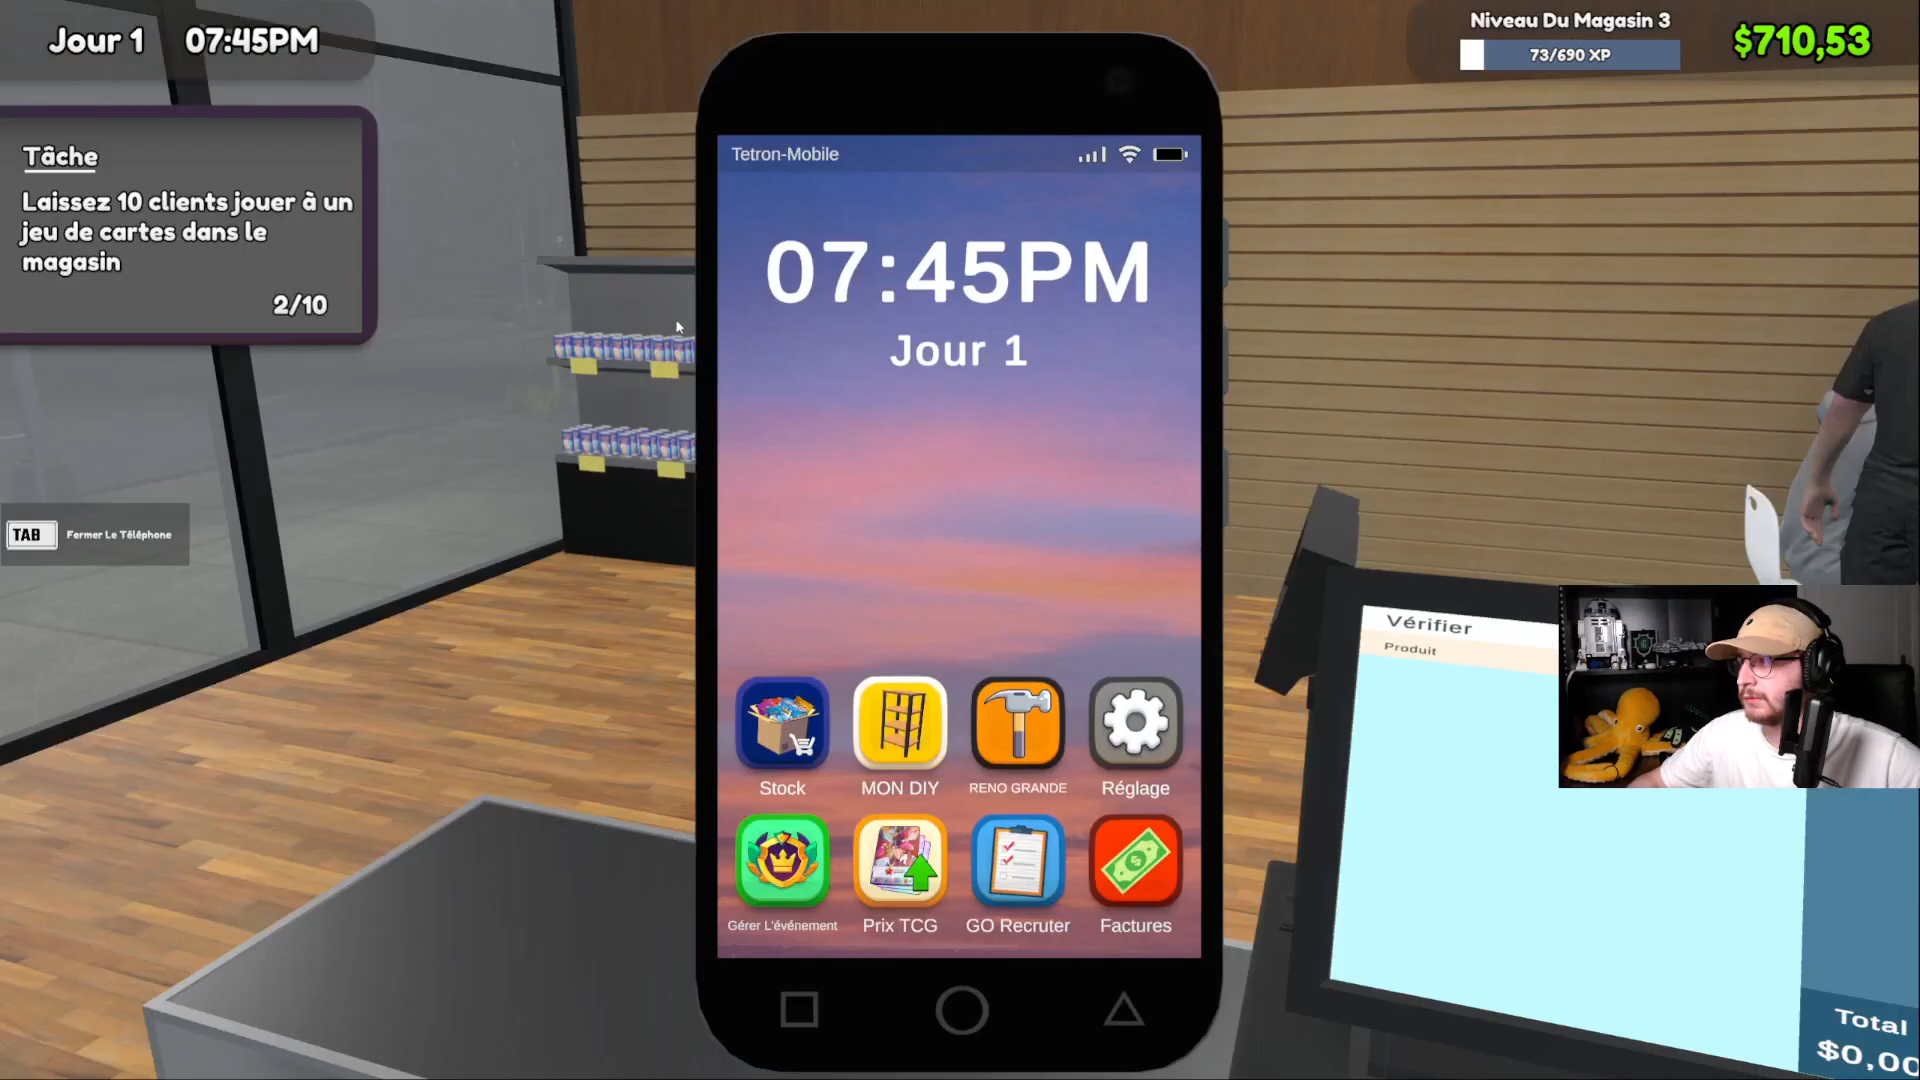 Jour 1 07:45PM
Niveau Du Magasin 3
73/690 XP
$710,53
Tâche
Laissez 10 clients jouer à un
jeu de cartes dans le
magasin
2/10
TAB Fermer Le Téléphone
Tetron-Mobile
07:45PM
Jour 1
Stock
MON DIY
RENO GRANDE
Réglage
Gérer L'événement
Prix TCG
GO Recruter
Factures
Vérifier
Produit
Total
$0,00